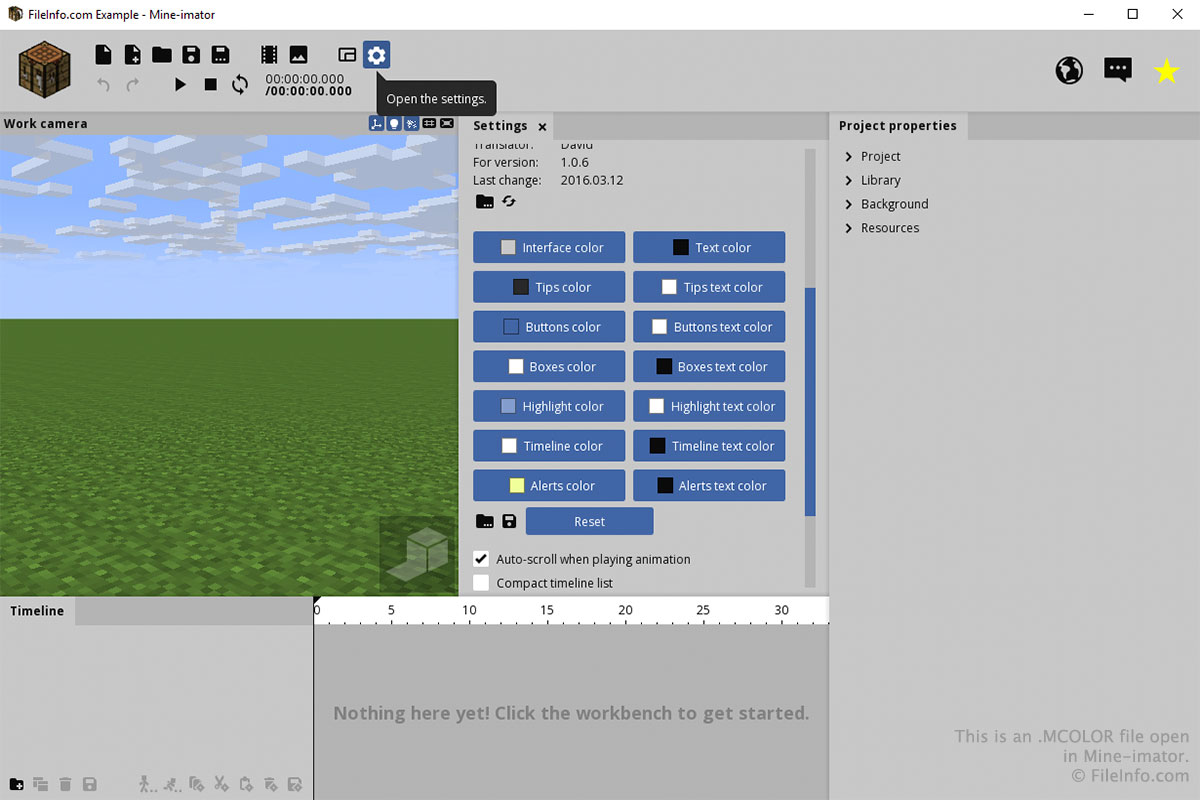 FileInfo.com Example - Mine-imator
00:00:00.000
/00:00:00.000
Open the settings.
Work camera
Settings
Project properties
Translator: David
For version: 1.0.6
Last change: 2016.03.12
Project
Library
Background
Resources
Interface color Text color
Tips color Tips text color
Buttons color Buttons text color
Boxes color Boxes text color
Highlight color Highlight text color
Timeline color Timeline text color
Alerts color Alerts text color
Reset
Auto-scroll when playing animation
Compact timeline list
Timeline
0 5 10 15 20 25 30
Nothing here yet! Click the workbench to get started.
This is an .MCOLOR file open
in Mine-imator.
© FileInfo.com